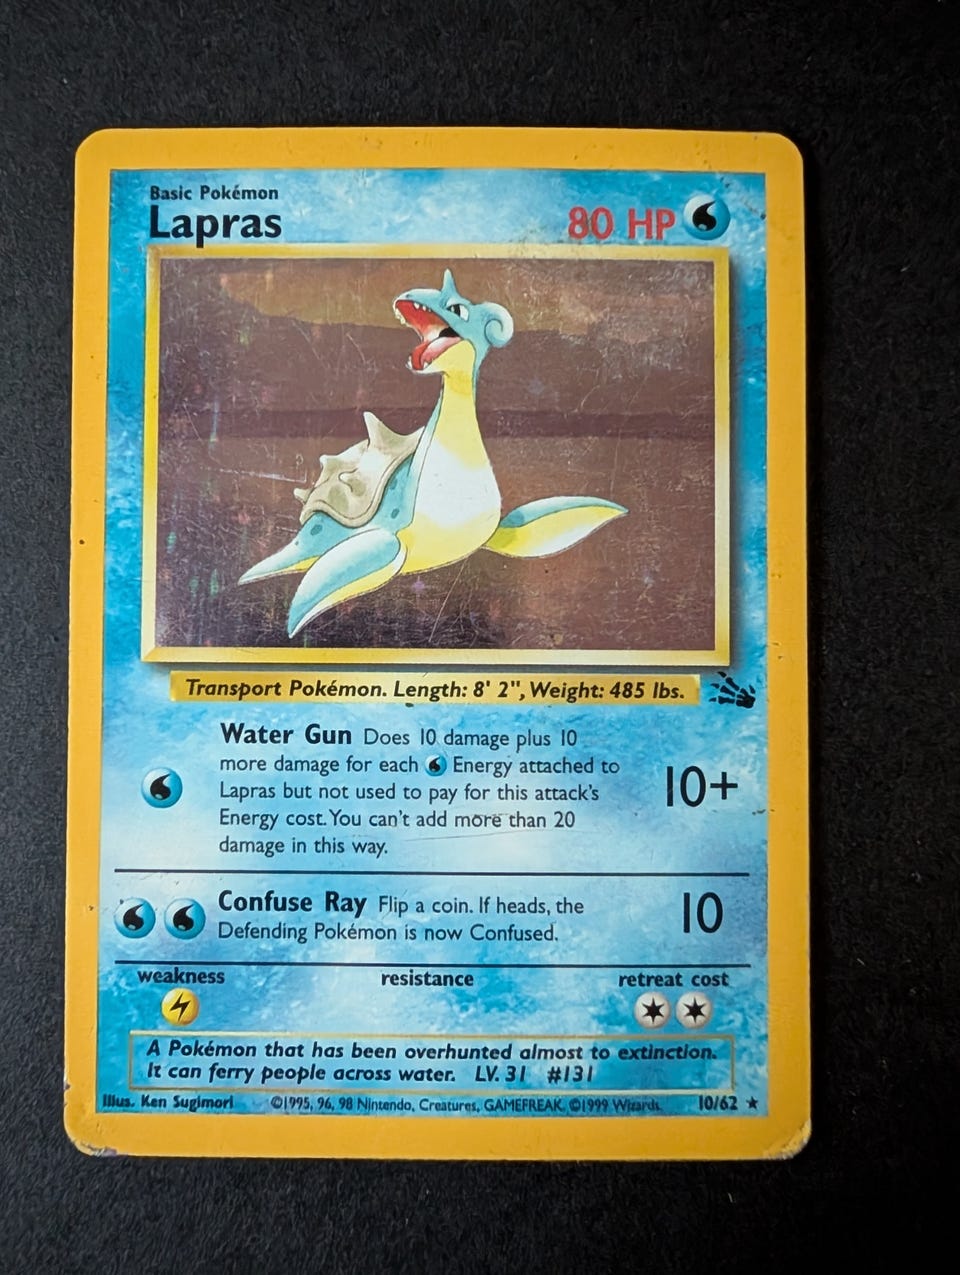 Basic Pokémon
Lapras
80 HP
Transport Pokémon. Length: 8' 2", Weight: 485 lbs.
Water Gun Does 10 damage plus 10
more damage for each Energy attached to
Lapras but not used to pay for this attack's
Energy cost. You can't add more than 20
damage in this way.
10+
Confuse Ray Flip a coin. If heads, the
Defending Pokémon is now Confused.
10
weakness resistance retreat cost
A Pokémon that has been overhunted almost to extinction.
It can ferry people across water. LV. 31 #131
Illus. Ken Sugimori ©1995, 96, 98 Nintendo, Creatures, GAMEFREAK. ©1999 Wizards. 10/62 ★